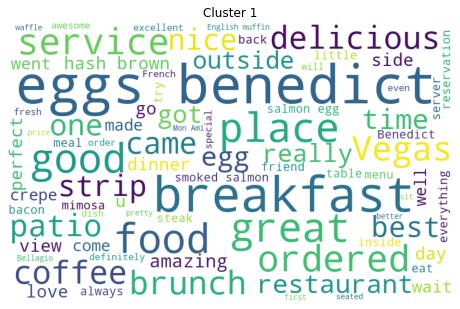 Cluster 1
waffle awesome excellent English muffin
service nice back delicious
went hash brown outside little side
will
eggs benedict
French try even
reservation server
fresh one got go place time
made special salmon egg Benedict
price Mon Ami
perfect meal order came egg really Vegas
good dinner friend table menu
crepe strip smoked salmon well everything
bacon mimosa u breakfast sit
dish pretty steak better
patio food great best
view come amazing inside day
Bellagio definitely ordered eat
coffee brunch restaurant wait
love always first seated